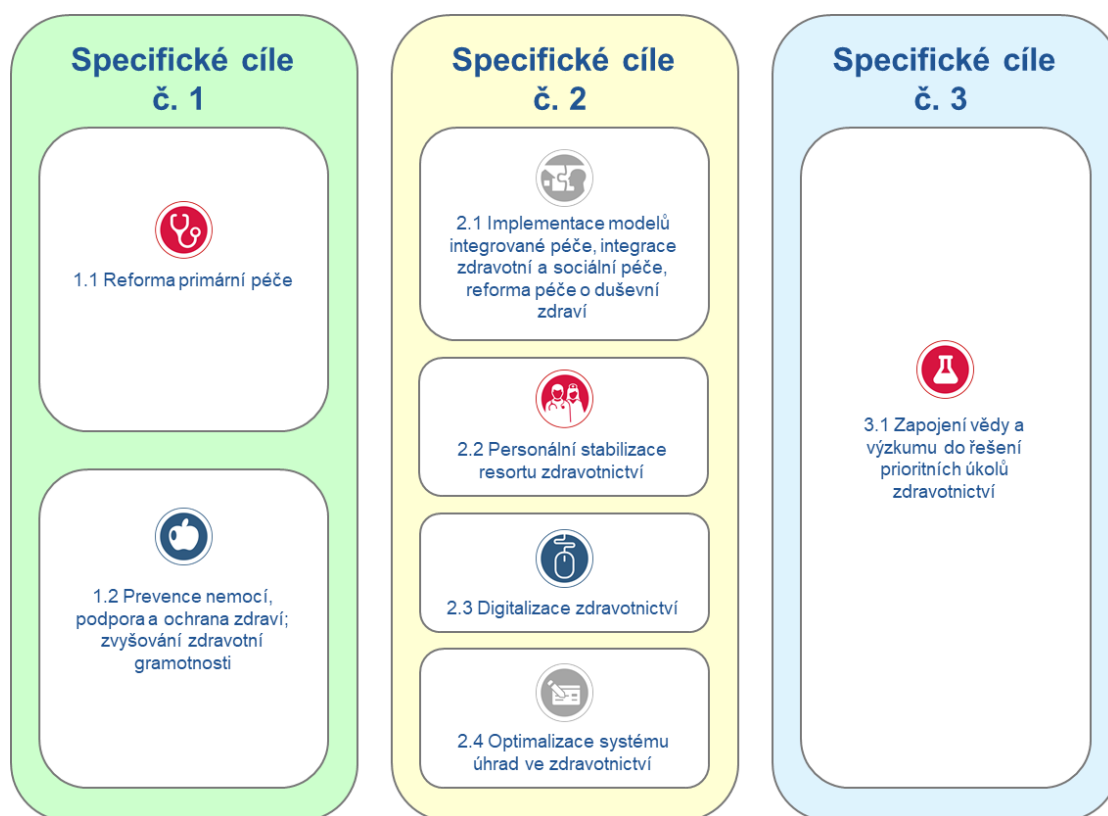 Specifické cíle
č. 1
1.1 Reforma primární péče
1.2 Prevence nemocí,
podpora a ochrana zdraví;
zvyšování zdravotní
gramotnosti
Specifické cíle
č. 2
2.1 Implementace modelů
integrované péče, integrace
zdravotní a sociální péče,
reforma péče o duševní
zdraví
2.2 Personální stabilizace
resortu zdravotnictví
2.3 Digitalizace zdravotnictví
2.4 Optimalizace systému
úhrad ve zdravotnictví
Specifické cíle
č. 3
3.1 Zapojení vědy a
výzkumu do řešení
prioritních úkolů
zdravotnictví